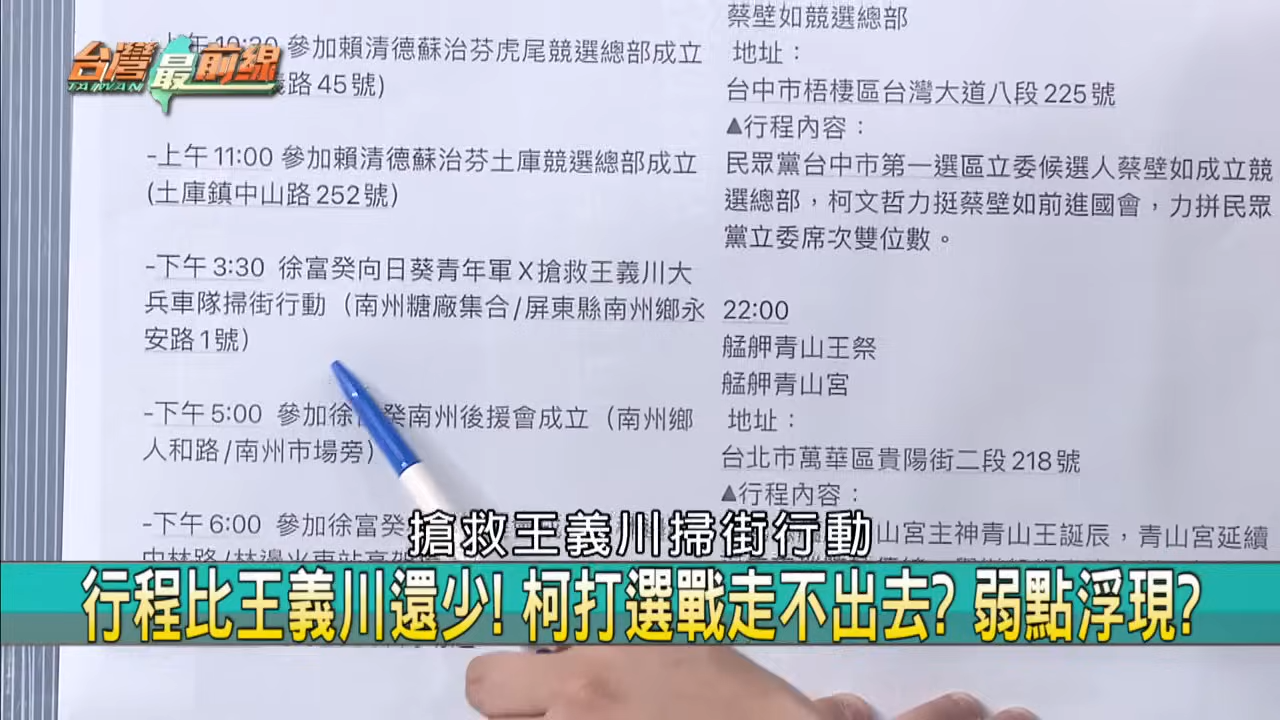 台灣最前線
TAIWAN
-上午10:30 參加賴清德蘇治芬虎尾競選總部成立
路45號)
-上午11:00 參加賴清德蘇治芬土庫競選總部成立
(土庫鎮中山路252號)
-下午3:30 徐富癸向日葵青年軍X搶救王義川大
兵車隊掃街行動（南州糖廠集合/屏東縣南州鄉永
安路1號）
-下午5:00 參加徐富癸南州後援會成立（南州鄉
人和路/南州市場旁）
-下午6:00 參加徐富癸
蔡壁如競選總部
地址：
台中市梧棲區台灣大道八段225號
▲行程內容：
民眾黨台中市第一選區立委候選人蔡壁如成立競
選總部，柯文哲力挺蔡壁如前進國會，力拼民眾
黨立委席次雙位數。
22:00
艋舺青山王祭
艋舺青山宮
地址：
台北市萬華區貴陽街二段218號
▲行程內容：
山宮主神青山王誕辰，青山宮延續
搶救王義川掃街行動
行程比王義川還少! 柯打選戰走不出去? 弱點浮現?